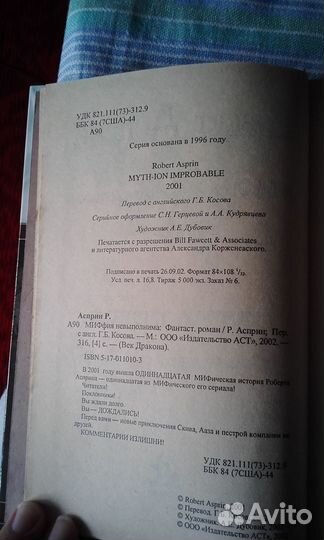 УДК 821.111(73)-312.9
ББК 84 (7США)-44
А90
Серия основана в 1996 году
Robert Asprin
MYTH-ION IMPROBABLE
2001
Перевод с английского Г.Б. Косова
Серийное оформление С.Н. Герцевой и А.А. Кудрявцева
Художник А.Е. Дубовик
Печатается с разрешения Bill Fawcett & Associates
и литературного агентства Александра Корженевского.
Подписано в печать 26.09.02. Формат 84×108 1/32.
Усл. печ. л. 16,8. Тираж 5 000 экз. Заказ № 6.
Асприн Р.
А90 МИФфия невыполнима: Фантаст. роман / Р. Асприн; Пер.
с англ. Г.Б. Косова. — М.: ООО «Издательство АСТ», 2002. —
316, [4] с. — (Век Дракона).
ISBN 5-17-011010-3
В 2001 году вышла ОДИННАДЦАТАЯ МИФическая история Роберта
Асприна — одиннадцатая из МИФического его сериала!
Читатели!
Поклонники!
Вы ждали долго
Вы — ДОЖДАЛИСЬ!
Перед вами — новые приключения Скива, Ааза и пестрой компании их
друзей.
КОММЕНТАРИИ ИЗЛИШНИ!
УДК 821.111(73)-312.9
ББК 84 (7США)-44
© Robert Asprin
© Перевод. Г.
© Художник
Дубовик, 200
© ООО «Издательство АСТ
Avito